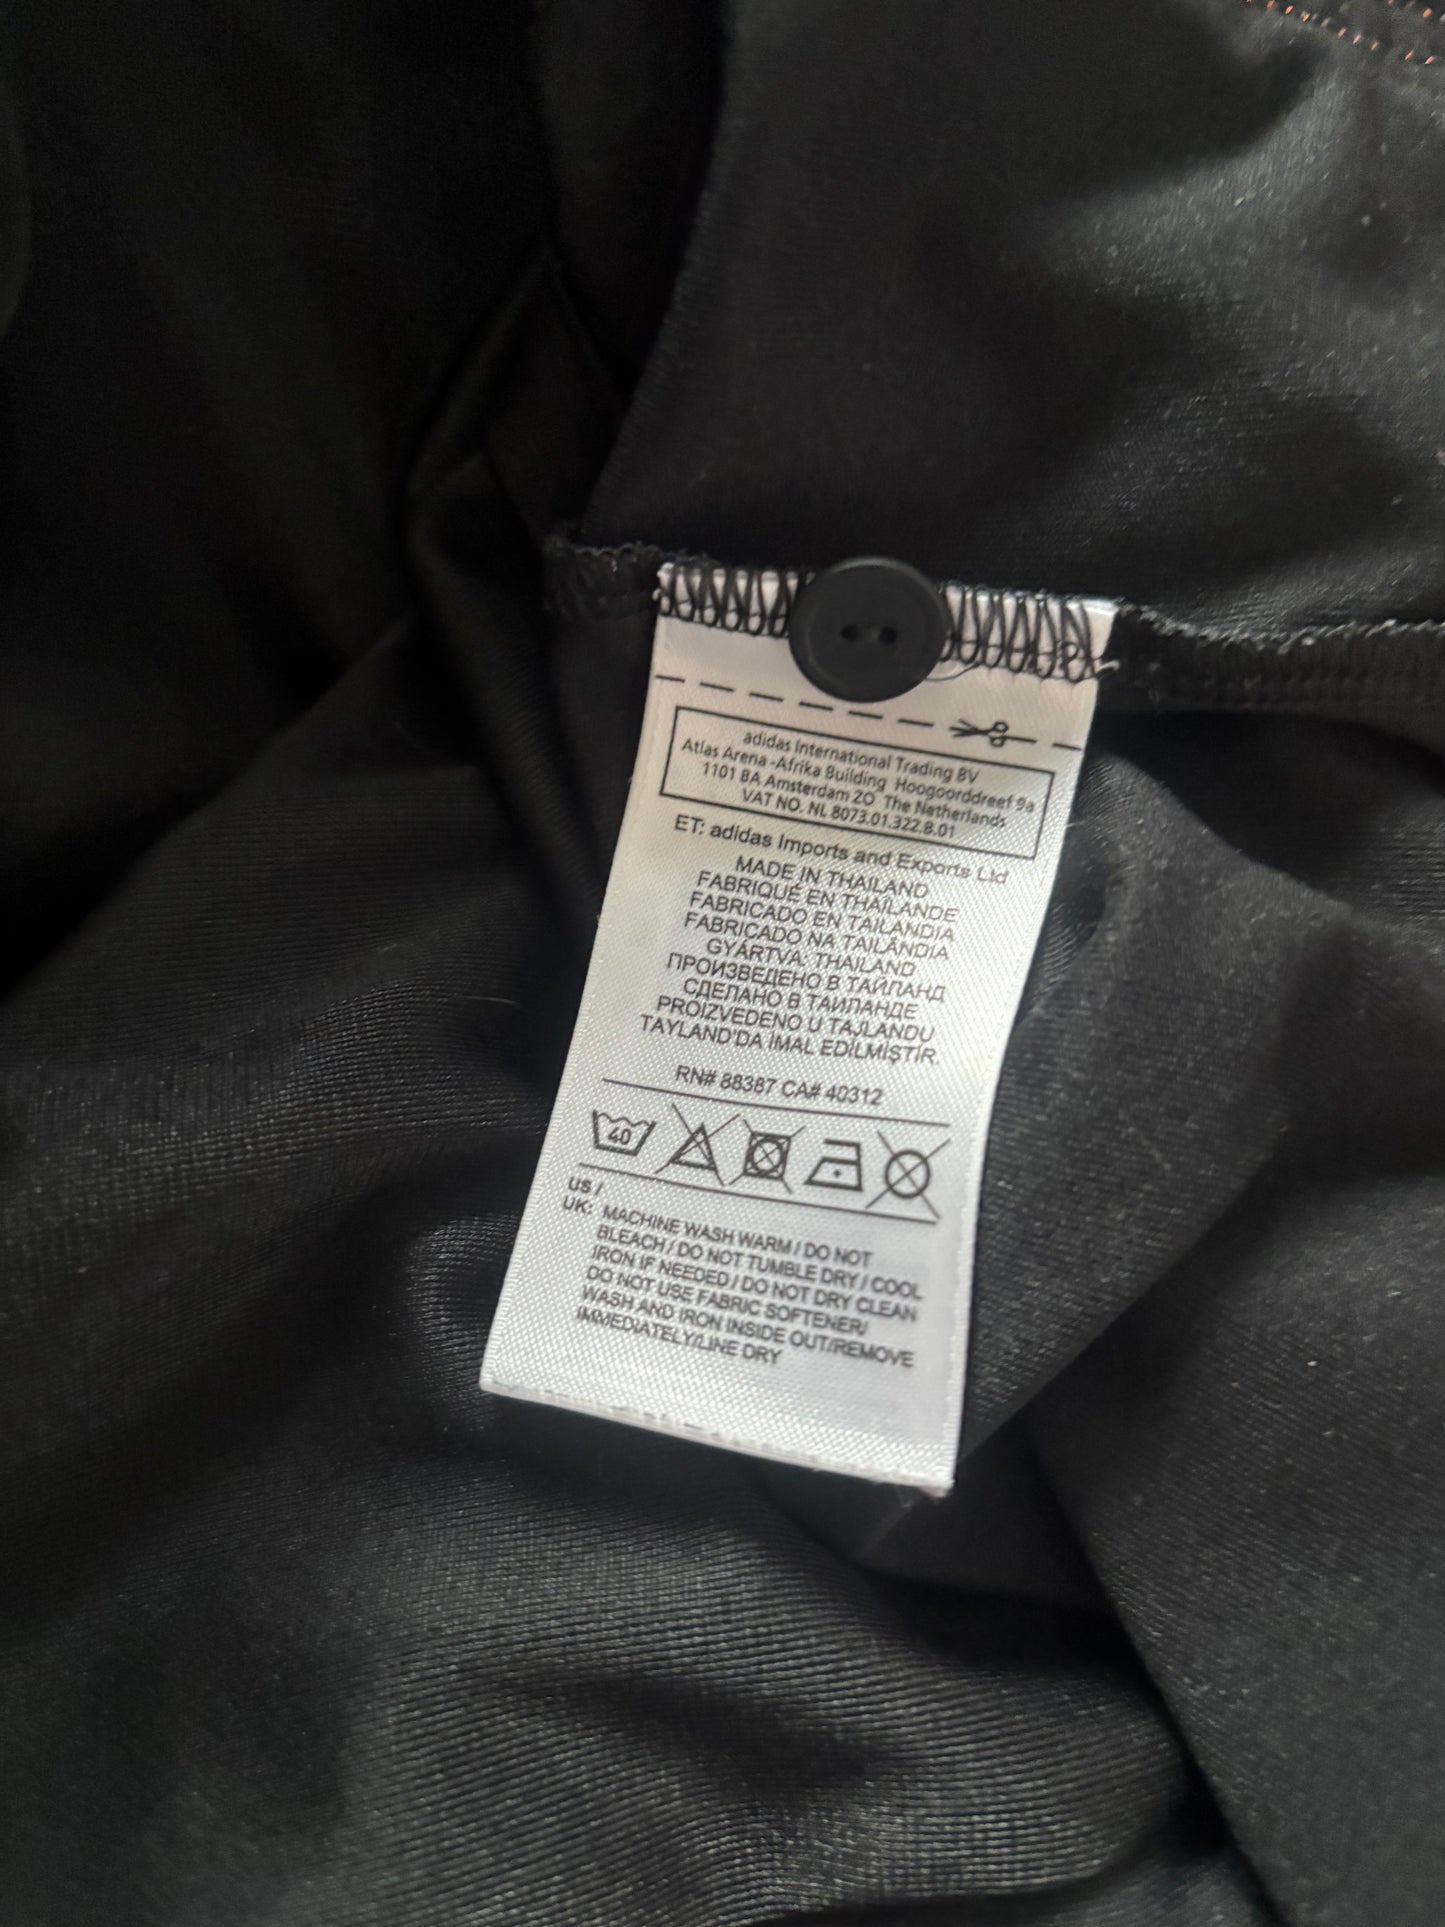 adidas International Trading BV
Atlas Arena -Afrika Building Hoogoorddreef 9a
1101 BA Amsterdam ZO The Netherlands
VAT NO. NL 8073.01.322.B.01
ET: adidas Imports and Exports Ltd
MADE IN THAILAND
FABRIQUÉ EN THAÏLANDE
FABRICADO EN TAILANDIA
FABRICADO NA TAILÂNDIA
GYÁRTVA: THAILAND
ПРОИЗВЕДЕНО В ТАЙЛАНД
СДЕЛАНО В ТАИЛАНДЕ
PROIZVEDENO U TAJLANDU
TAYLAND'DA İMAL EDİLMİŞTİR.
RN# 88387 CA# 40312
40
US /
UK: MACHINE WASH WARM / DO NOT
BLEACH / DO NOT TUMBLE DRY / COOL
IRON IF NEEDED / DO NOT DRY CLEAN
DO NOT USE FABRIC SOFTENER/
WASH AND IRON INSIDE OUT/REMOVE
IMMEDIATELY/LINE DRY